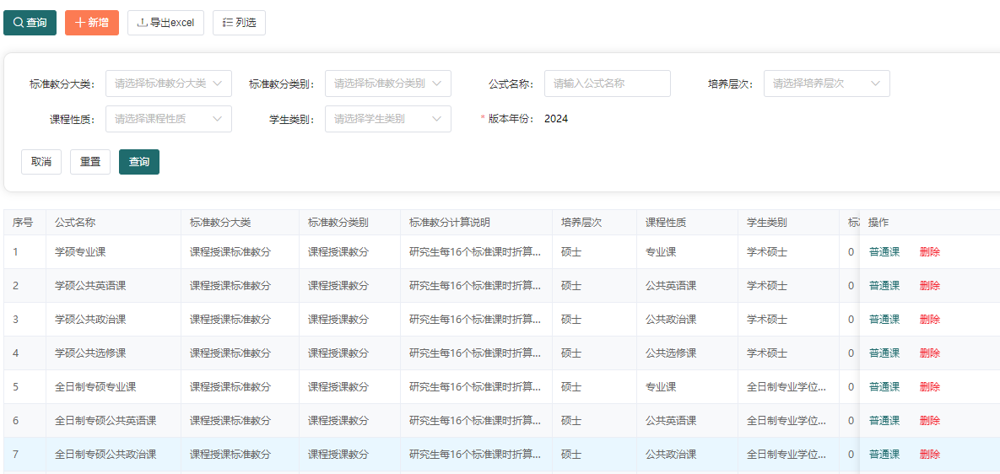 查询 新增 导出excel 列选
标准教分大类: 请选择标准教分大类 标准教分类别: 请选择标准教分类别 公式名称: 请输入公式名称 培养层次: 请选择培养层次
课程性质: 请选择课程性质 学生类别: 请选择学生类别 * 版本年份: 2024
取消 重置 查询
序号 公式名称 标准教分大类 标准教分类别 标准教分计算说明 培养层次 课程性质 学生类别 标 操作
1 学硕专业课 课程授课标准教分 课程授课教分 研究生每16个标准课时折算... 硕士 专业课 学术硕士 0 普通课 删除
2 学硕公共英语课 课程授课标准教分 课程授课教分 研究生每16个标准课时折算... 硕士 公共英语课 学术硕士 0 普通课 删除
3 学硕公共政治课 课程授课标准教分 课程授课教分 研究生每16个标准课时折算... 硕士 公共政治课 学术硕士 0 普通课 删除
4 学硕公共选修课 课程授课标准教分 课程授课教分 研究生每16个标准课时折算... 硕士 公共选修课 学术硕士 0 普通课 删除
5 全日制专硕专业课 课程授课标准教分 课程授课教分 研究生每16个标准课时折算... 硕士 专业课 全日制专业学位... 0 普通课 删除
6 全日制专硕公共英语课 课程授课标准教分 课程授课教分 研究生每16个标准课时折算... 硕士 公共英语课 全日制专业学位... 0 普通课 删除
7 全日制专硕公共政治课 课程授课标准教分 课程授课教分 研究生每16个标准课时折算... 硕士 公共政治课 全日制专业学位... 0 普通课 删除